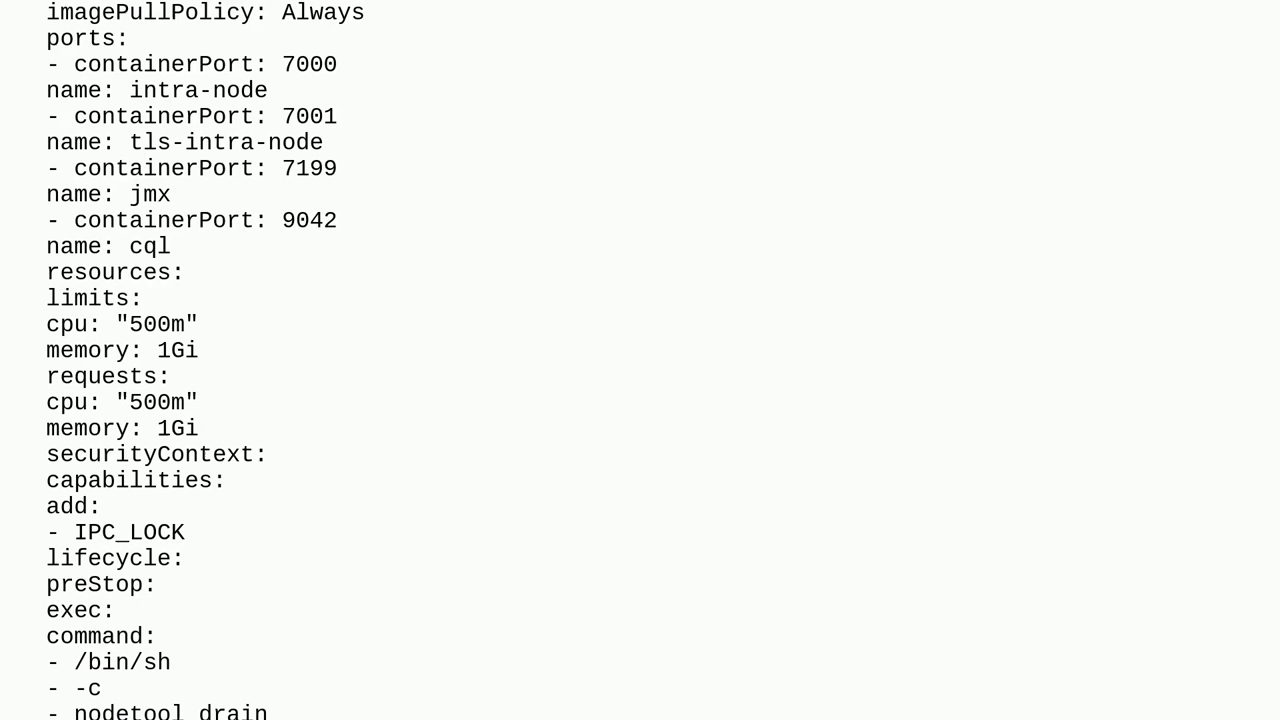 imagePullPolicy: Always
ports:
- containerPort: 7000
name: intra-node
- containerPort: 7001
name: tls-intra-node
- containerPort: 7199
name: jmx
- containerPort: 9042
name: cql
resources:
limits:
cpu: "500m"
memory: 1Gi
requests:
cpu: "500m"
memory: 1Gi
securityContext:
capabilities:
add:
- IPC_LOCK
lifecycle:
preStop:
exec:
command:
- /bin/sh
- -c
- nodetool drain